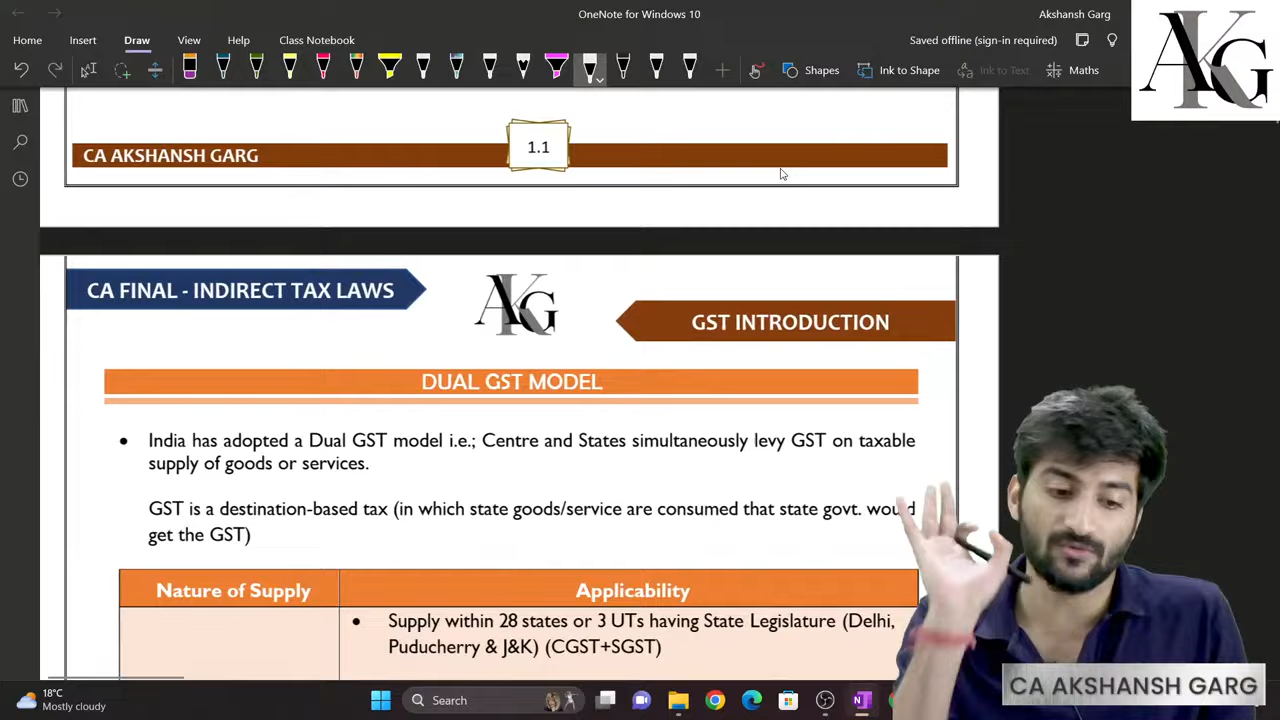 OneNote for Windows 10
Akshansh Garg
Home Insert Draw View Help Class Notebook
Saved offline (sign-in required)
Shapes Ink to Shape Ink to Text Maths
AKG
CA AKSHANSH GARG
1.1
CA FINAL - INDIRECT TAX LAWS
AKG
GST INTRODUCTION
DUAL GST MODEL
• India has adopted a Dual GST model i.e.; Centre and States simultaneously levy GST on taxable
supply of goods or services.
GST is a destination-based tax (in which state goods/service are consumed that state govt. would
get the GST)
Nature of Supply
Applicability
• Supply within 28 states or 3 UTs having State Legislature (Delhi,
Puducherry & J&K) (CGST+SGST)
CA AKSHANSH GARG
18°C
Mostly cloudy
Search